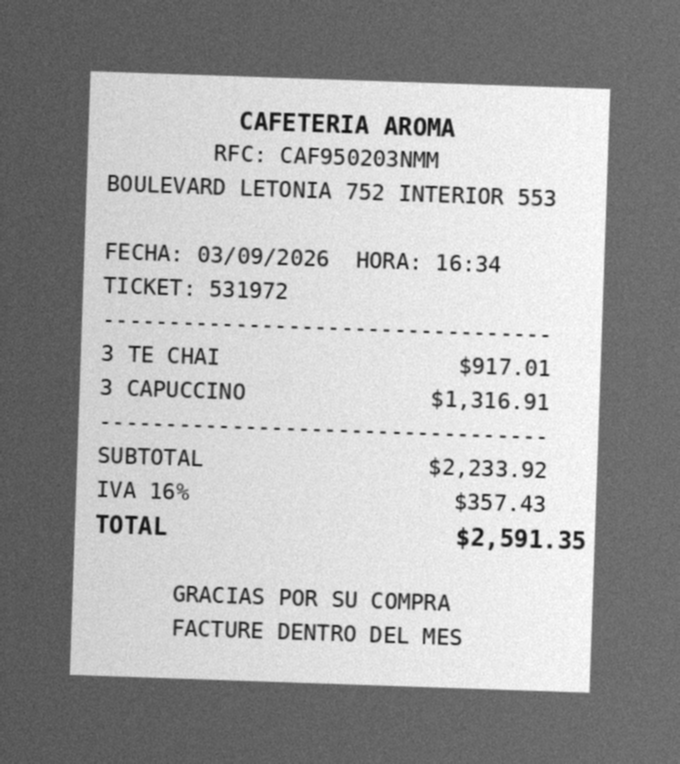 CAFETERIA AROMA
RFC: CAF950203NMM
BOULEVARD LETONIA 752 INTERIOR 553
FECHA: 03/09/2026 HORA: 16:34
TICKET: 531972
----------------------------------
3 TE CHAI $917.01
3 CAPUCCINO $1,316.91
----------------------------------
SUBTOTAL $2,233.92
IVA 16% $357.43
TOTAL $2,591.35
GRACIAS POR SU COMPRA
FACTURE DENTRO DEL MES